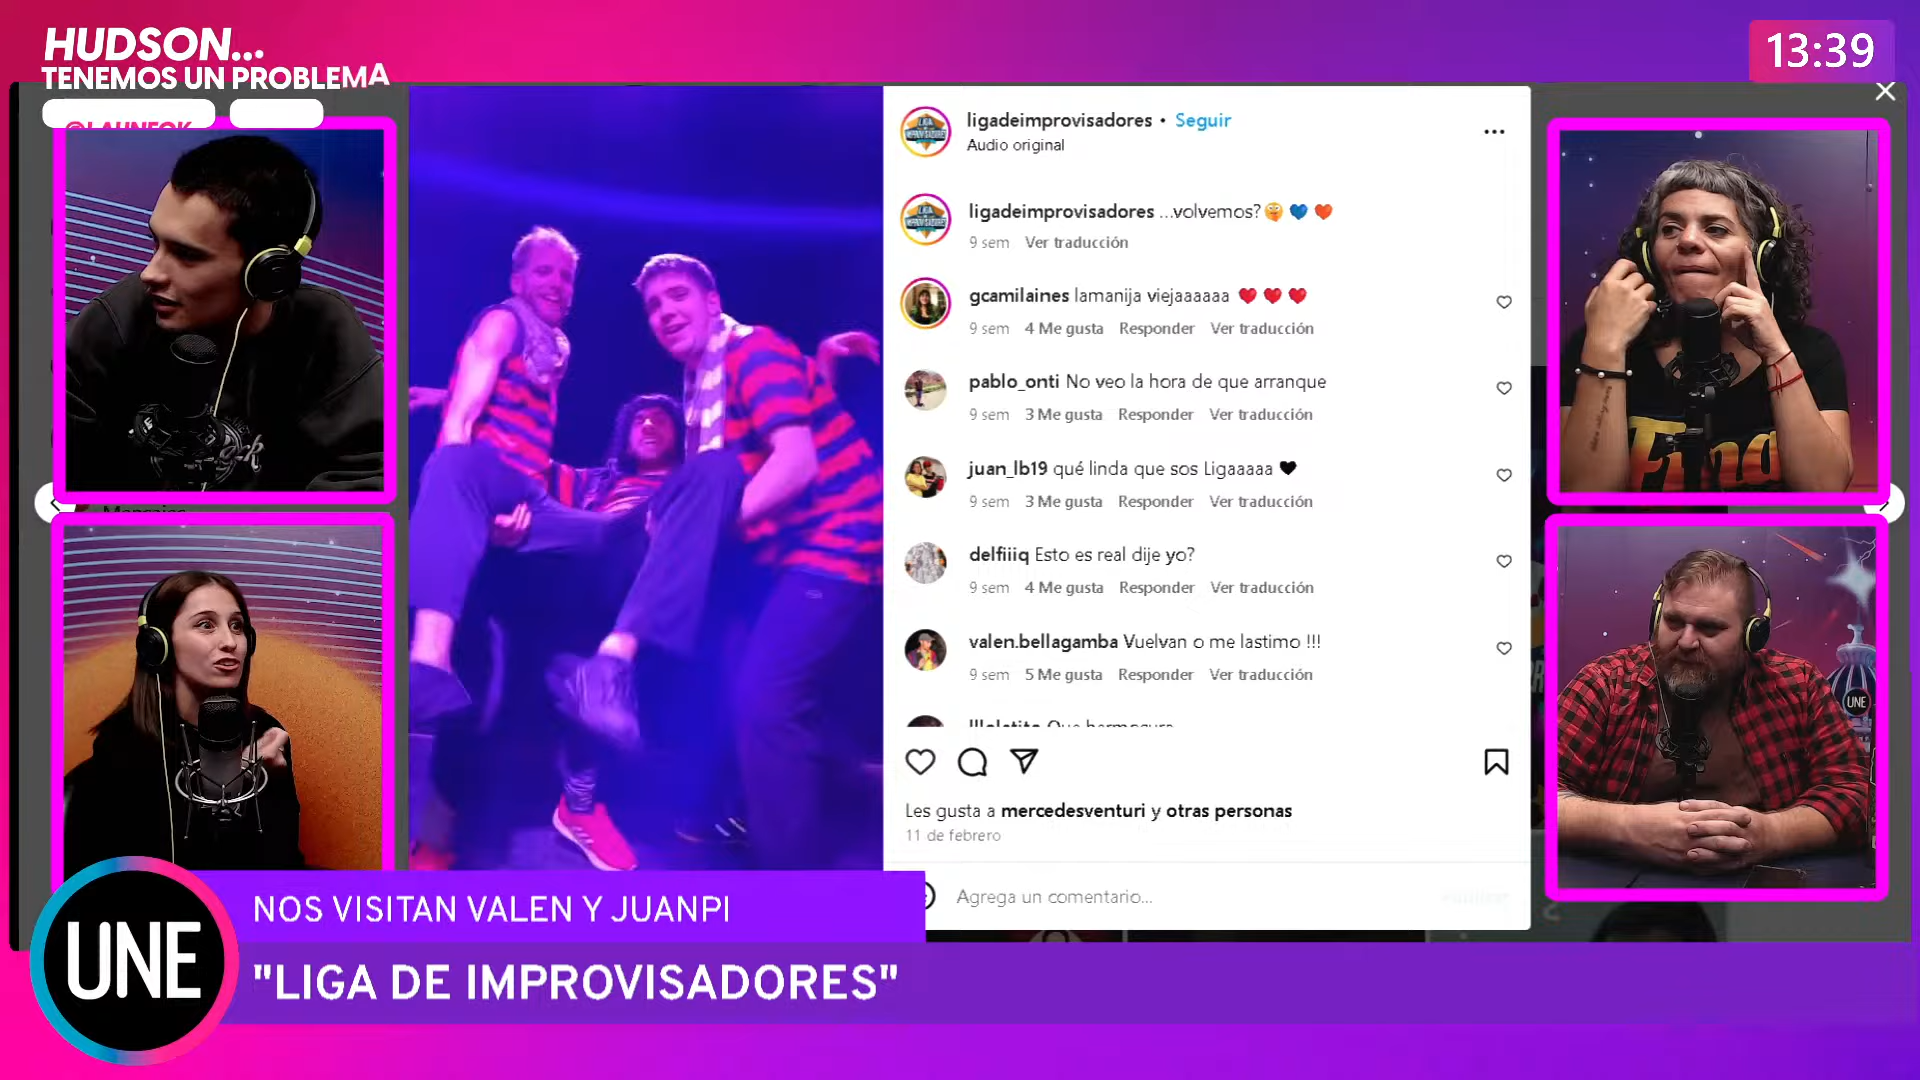 HUDSON...
TENEMOS UN PROBLEMA
13:39
@LAUNEOK
ligadeimprovisadores • Seguir
Audio original
ligadeimprovisadores ...volvemos?
9 sem Ver traducción
gcamilaines lamanija viejaaaaaa
9 sem 4 Me gusta Responder Ver traducción
pablo_onti No veo la hora de que arranque
9 sem 3 Me gusta Responder Ver traducción
juan_lb19 qué linda que sos Ligaaaaa
9 sem 3 Me gusta Responder Ver traducción
delfiiiq Esto es real dije yo?
9 sem 4 Me gusta Responder Ver traducción
valen.bellagamba Vuelvan o me lastimo !!!
9 sem 5 Me gusta Responder Ver traducción
Les gusta a mercedesventuri y otras personas
11 de febrero
Agrega un comentario...
Mensajes
Fina
UNE
NOS VISITAN VALEN Y JUANPI
UNE
"LIGA DE IMPROVISADORES"